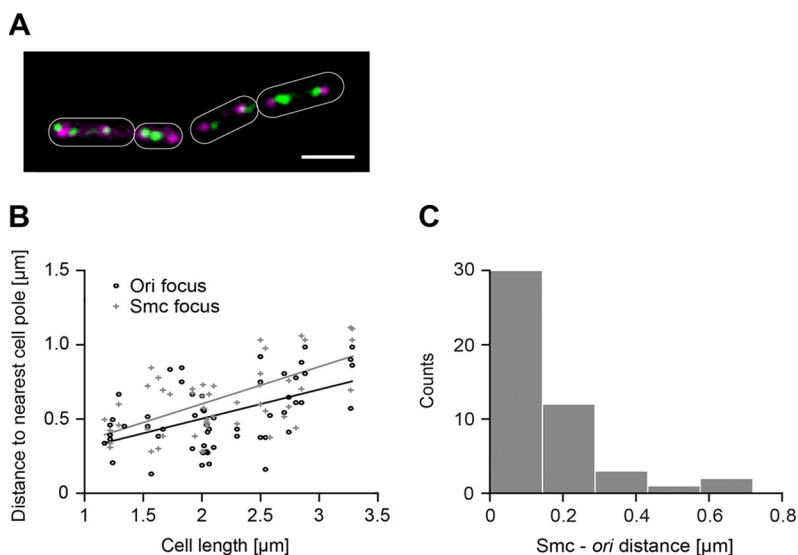 A
B
Distance to nearest cell pole [µm]
1.5
1.0
0.5
0
Ori focus
Smc focus
1
1.5
2
2.5
3
3.5
Cell length [µm]
C
Counts
30
20
10
0
0
0.2
0.4
0.6
0.8
Smc - ori distance [µm]